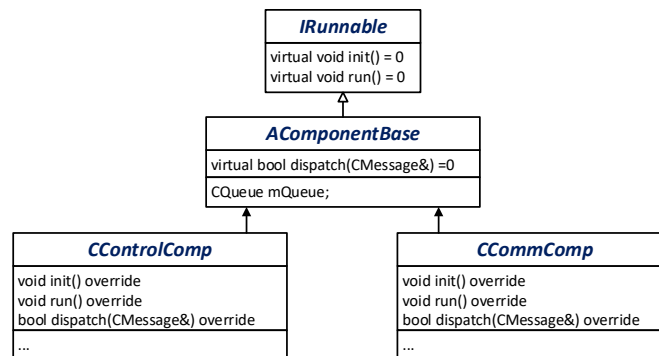 IRunnable
virtual void init() = 0
virtual void run() = 0
AComponentBase
virtual bool dispatch(CMessage&) =0
CQueue mQueue;
CControlComp
void init() override
void run() override
bool dispatch(CMessage&) override
...
CCommComp
void init() override
void run() override
bool dispatch(CMessage&) override
...